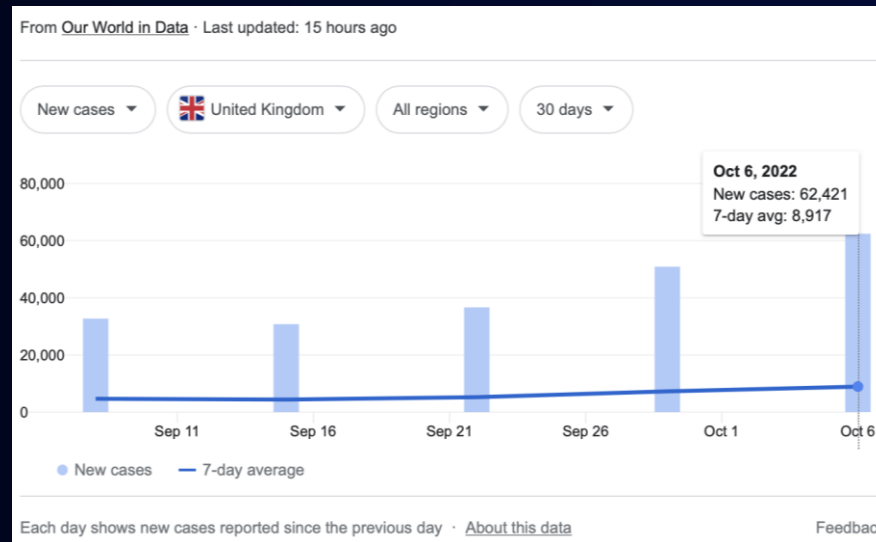 From Our World in Data · Last updated: 15 hours ago
New cases United Kingdom All regions 30 days
Oct 6, 2022
New cases: 62,421
7-day avg: 8,917
80,000
60,000
40,000
20,000
0
Sep 11 Sep 16 Sep 21 Sep 26 Oct 1 Oct 6
New cases 7-day average
Each day shows new cases reported since the previous day · About this data Feedbac